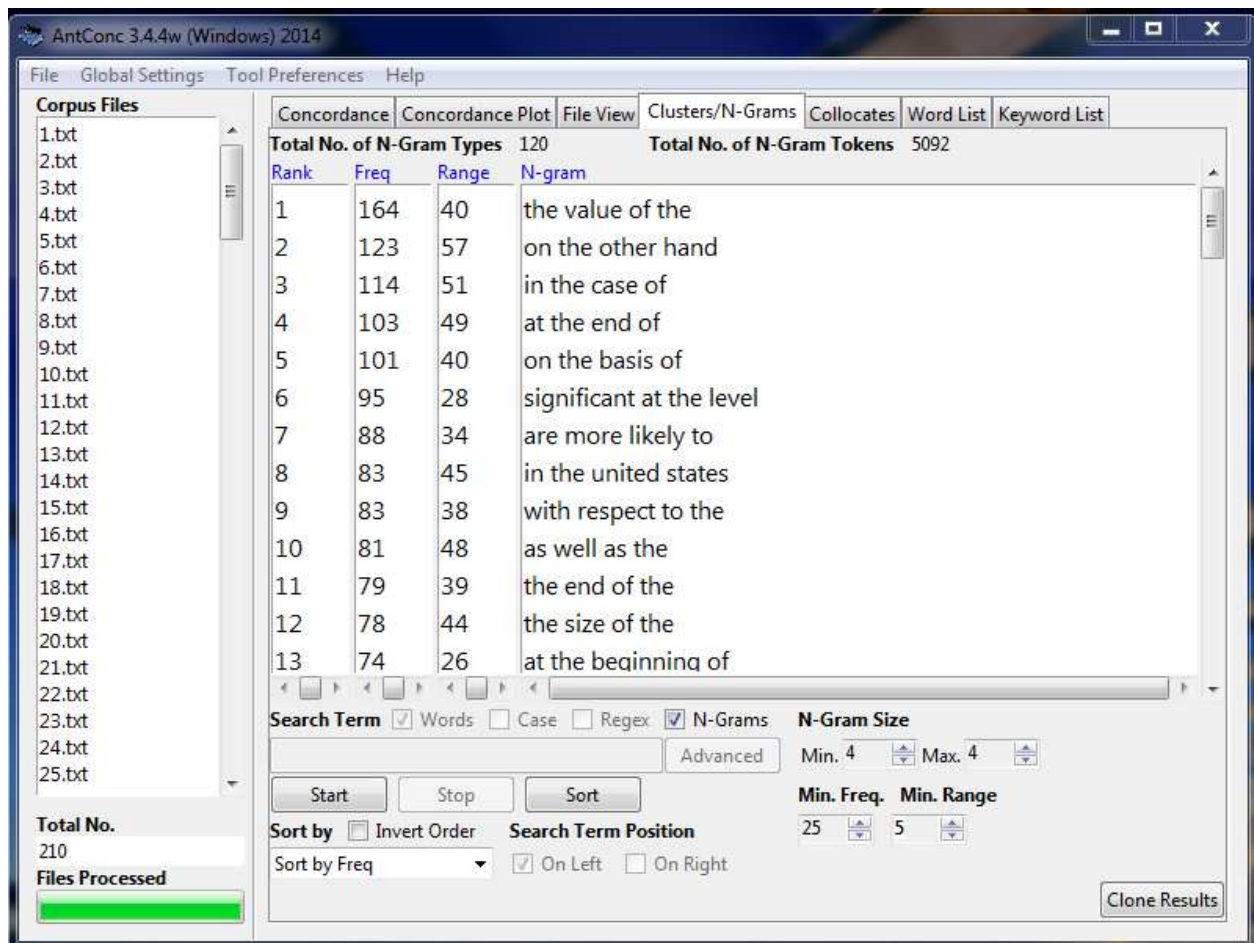 AntConc 3.4.4w (Windows) 2014
File Global Settings Tool Preferences Help
Corpus Files
1.txt
2.txt
3.txt
4.txt
5.txt
6.txt
7.txt
8.txt
9.txt
10.txt
11.txt
12.txt
13.txt
14.txt
15.txt
16.txt
17.txt
18.txt
19.txt
20.txt
21.txt
22.txt
23.txt
24.txt
25.txt
Total No.
210
Files Processed
Concordance Concordance Plot File View Clusters/N-Grams Collocates Word List Keyword List
Total No. of N-Gram Types 120 Total No. of N-Gram Tokens 5092
Rank Freq Range N-gram
1 164 40 the value of the
2 123 57 on the other hand
3 114 51 in the case of
4 103 49 at the end of
5 101 40 on the basis of
6 95 28 significant at the level
7 88 34 are more likely to
8 83 45 in the united states
9 83 38 with respect to the
10 81 48 as well as the
11 79 39 the end of the
12 78 44 the size of the
13 74 26 at the beginning of
Search Term Words Case Regex N-Grams N-Gram Size
Advanced Min. 4 Max. 4
Start Stop Sort Min. Freq. Min. Range
Sort by Invert Order Search Term Position 25 5
Sort by Freq On Left On Right
Clone Results